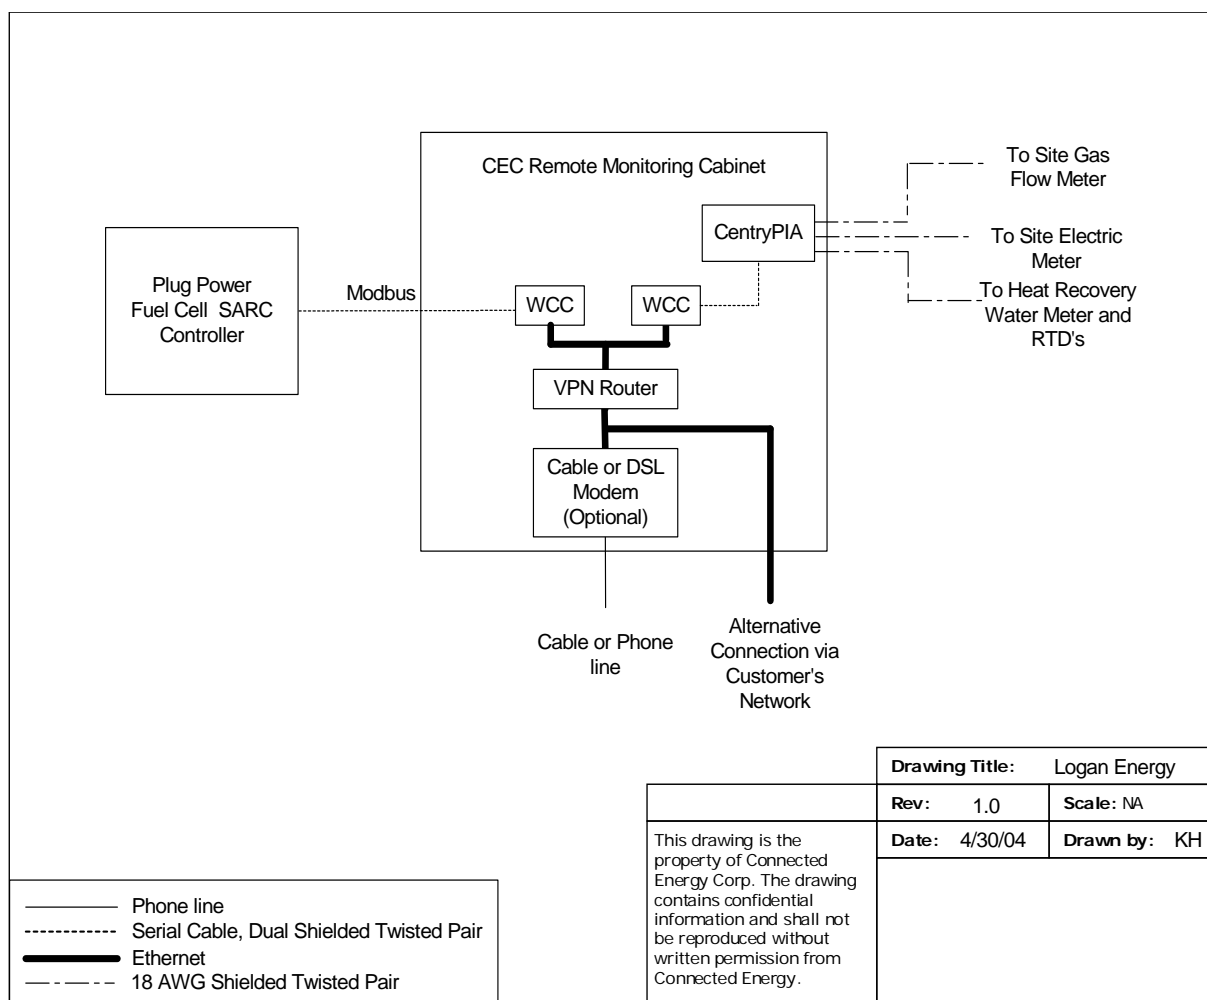 CEC Remote Monitoring Cabinet
To Site Gas
Flow Meter
CentryPIA
To Site Electric
Meter
To Heat Recovery
Water Meter and
RTD's
Plug Power
Fuel Cell SARC
Controller
Modbus
WCC
WCC
VPN Router
Cable or DSL
Modem
(Optional)
Cable or Phone
line
Alternative
Connection via
Customer's
Network
Drawing Title: Logan Energy
Rev: 1.0
Scale: NA
Date: 4/30/04
Drawn by: KH
This drawing is the
property of Connected
Energy Corp. The drawing
contains confidential
information and shall not
be reproduced without
written permission from
Connected Energy.
Phone line
Serial Cable, Dual Shielded Twisted Pair
Ethernet
18 AWG Shielded Twisted Pair